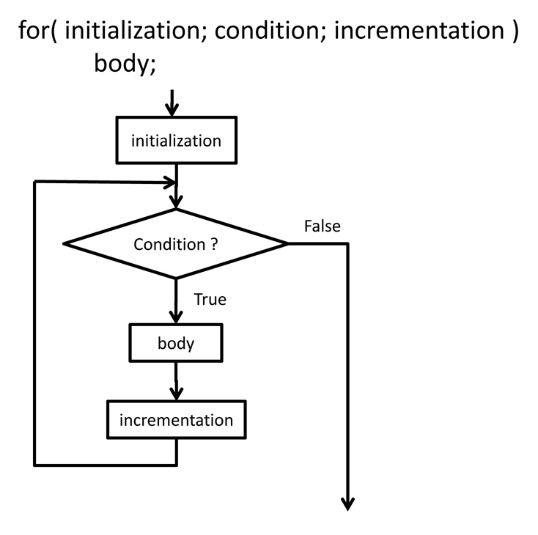 for( initialization; condition; incrementation )
body;
initialization
Condition ?
False
True
body
incrementation